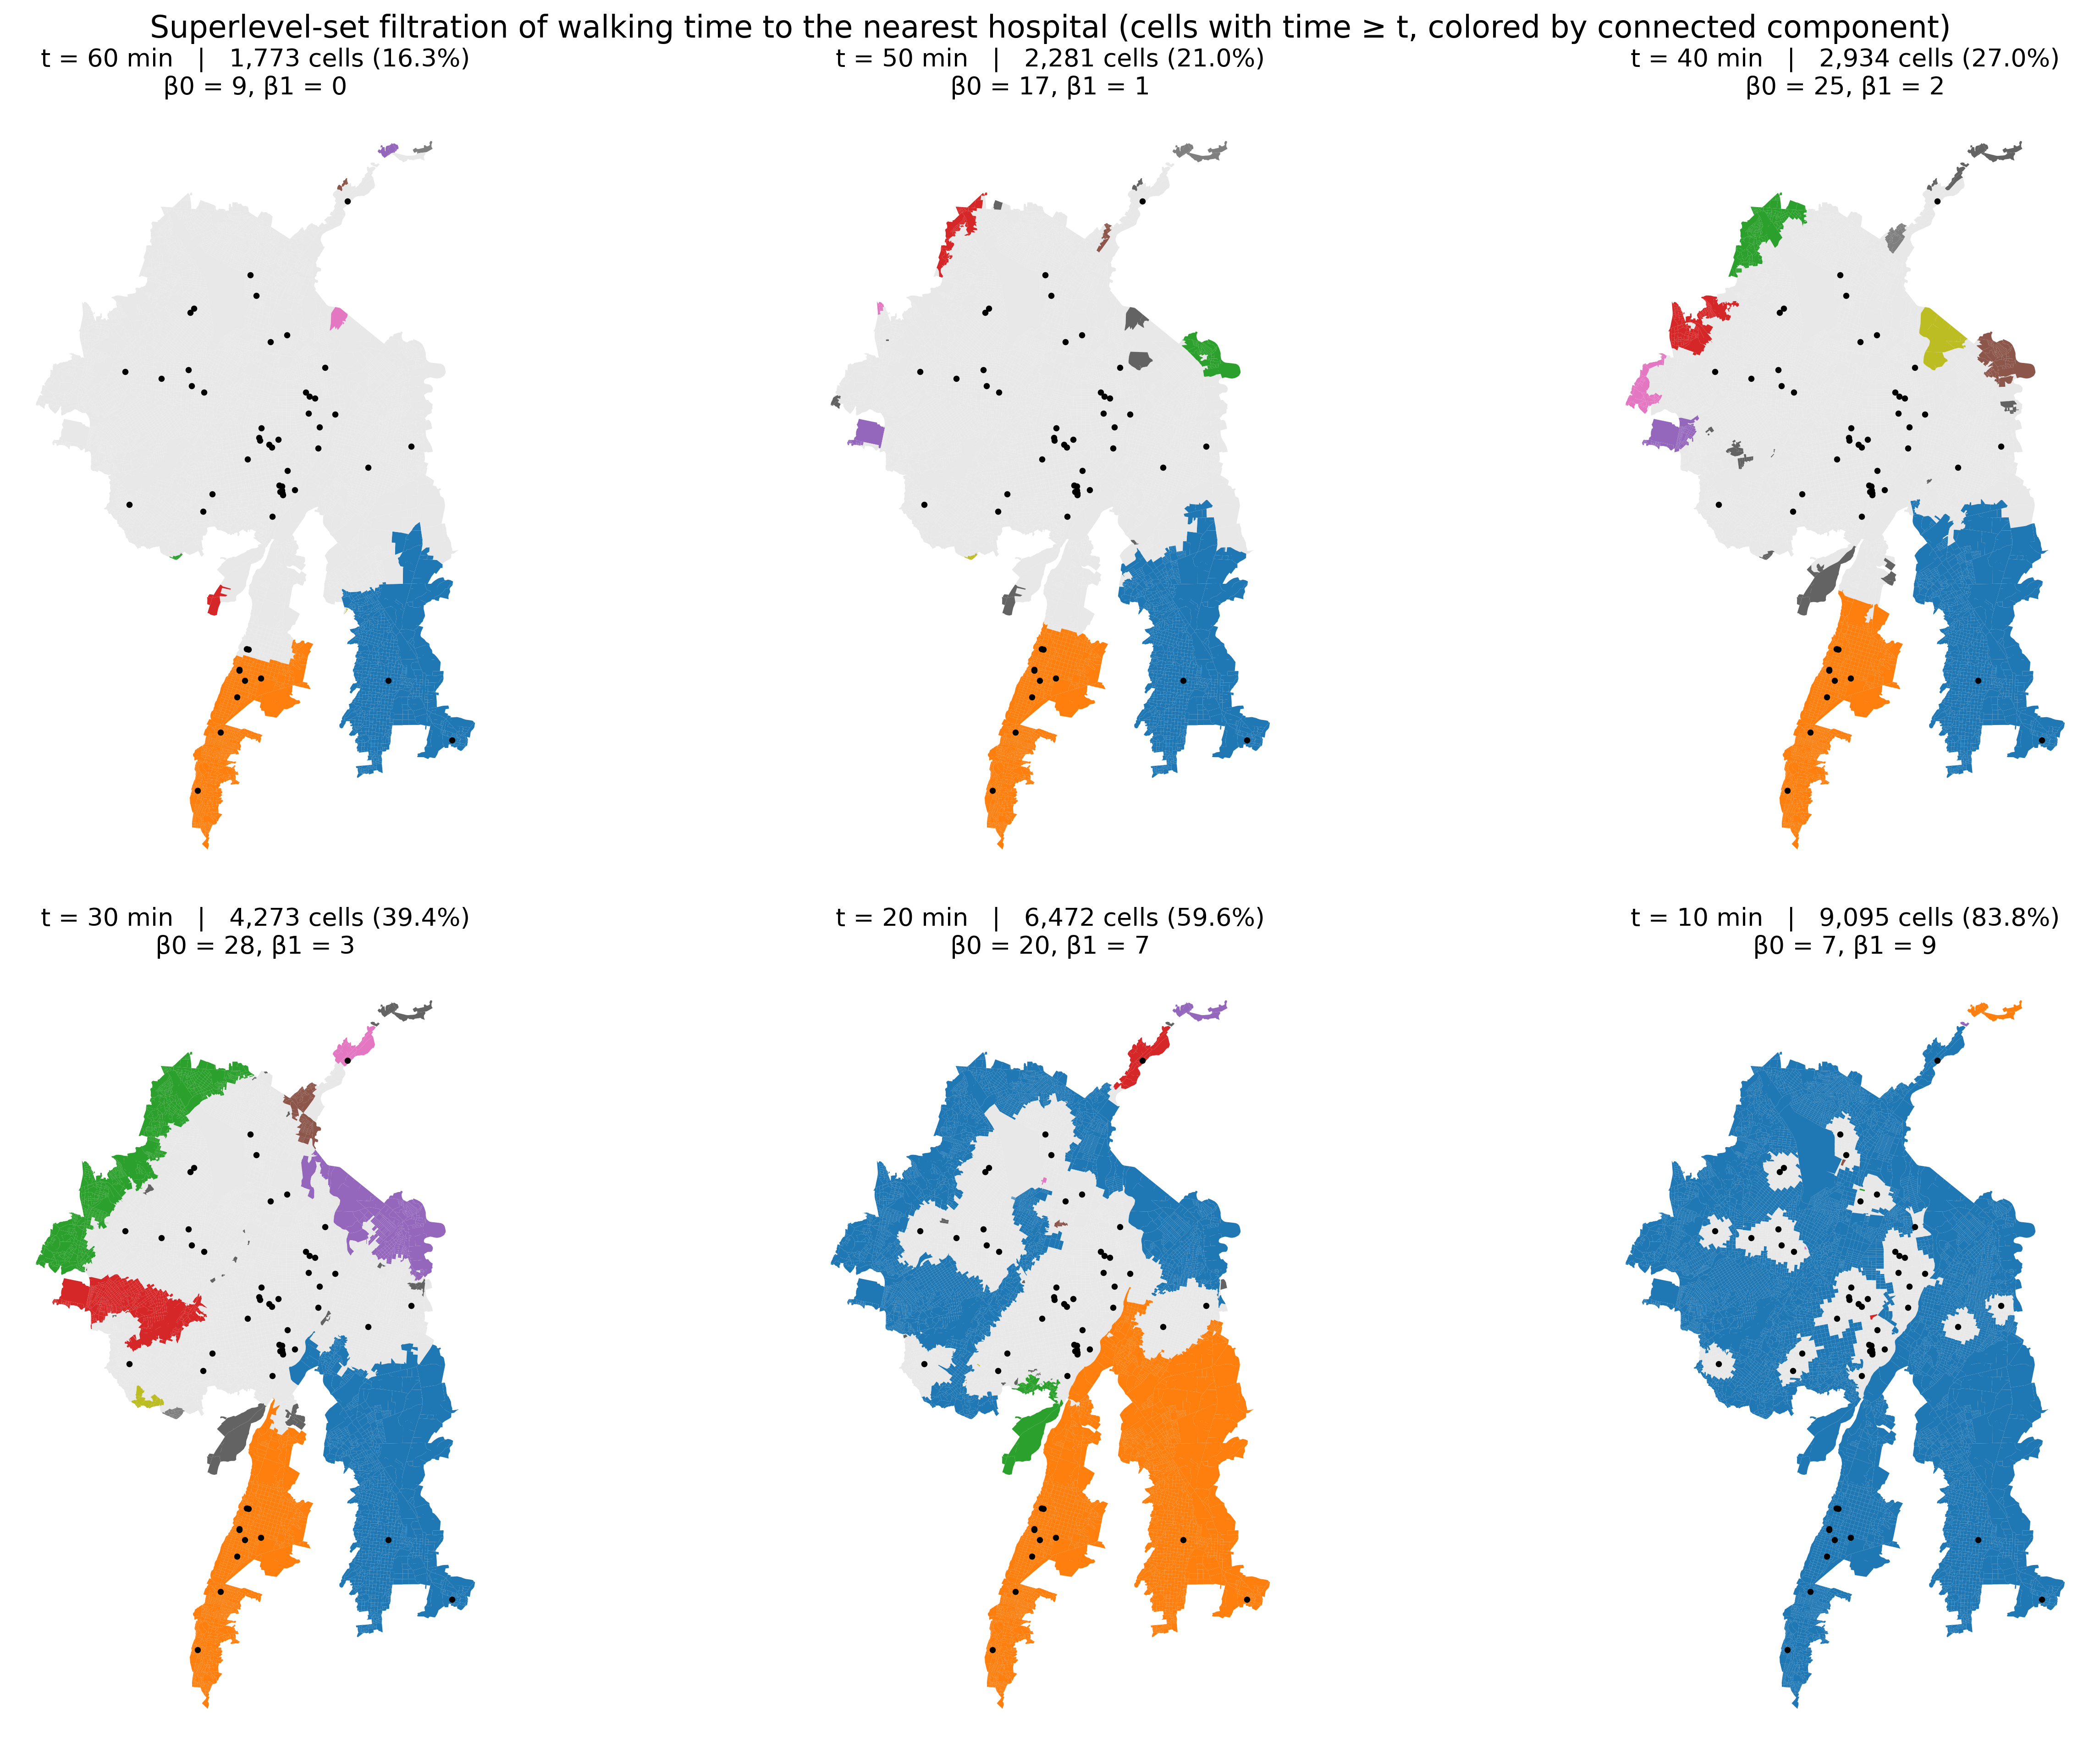 Superlevel-set filtration of walking time to the nearest hospital (cells with time ≥ t, colored by connected component)
t = 60 min | 1,773 cells (16.3%)
β0 = 9, β1 = 0
t = 50 min | 2,281 cells (21.0%)
β0 = 17, β1 = 1
t = 40 min | 2,934 cells (27.0%)
β0 = 25, β1 = 2
t = 30 min | 4,273 cells (39.4%)
β0 = 28, β1 = 3
t = 20 min | 6,472 cells (59.6%)
β0 = 20, β1 = 7
t = 10 min | 9,095 cells (83.8%)
β0 = 7, β1 = 9